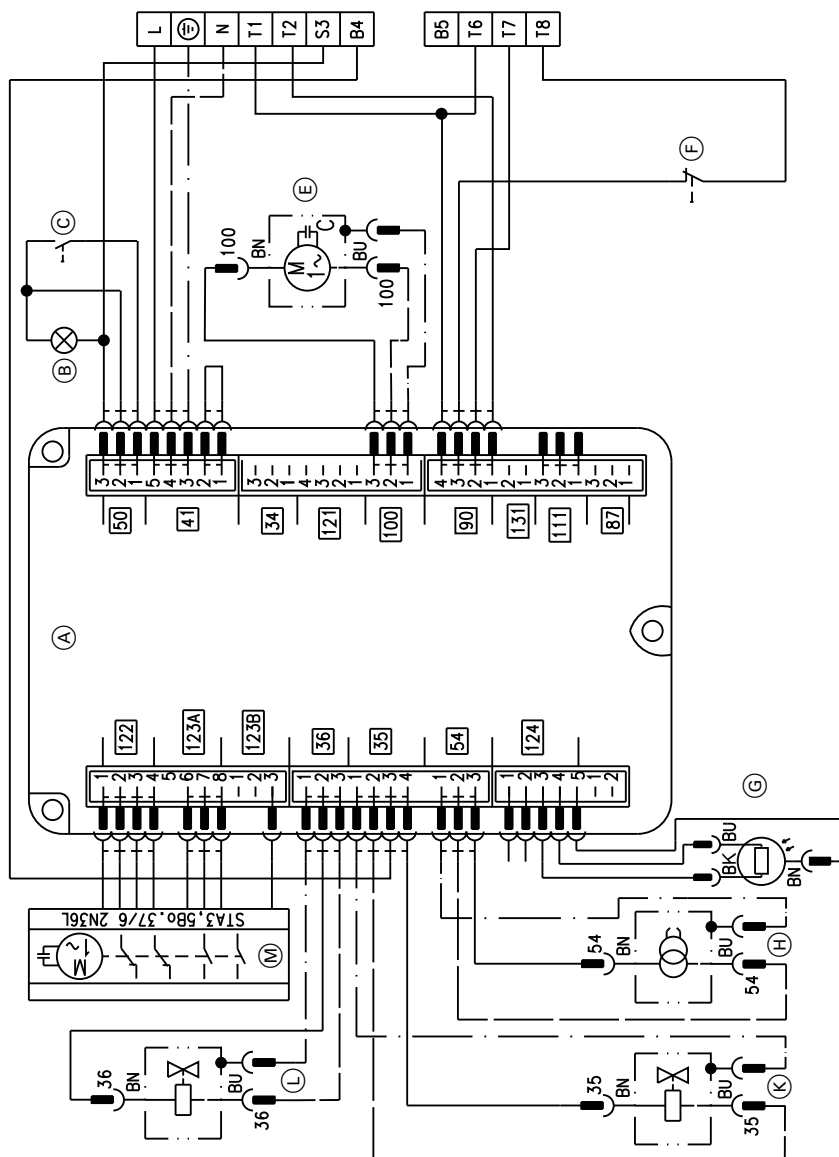 L
N
T1
T2
S3
B4
B5
T6
T7
T8
F
C
B
E
100
BN
M
1~
C
BU
100
3 2 1 5 4 3 2 1
3 2 1 4 3 2 1 3 2 1
4 3 2 1 2 1 3 2 1 3 2 1
50
41
34
121
100
90
131
111
87
A
122
123A
123B
36
35
54
124
1 2 3 4 5 6 7 8 1 2 3
1 2 3 1 2 3 4
1 2 3
1 2 3 4 5 1 2
STA3,5Bo.37/6 2N36L
M
1~
M
G
BK
BU
BN
54
BN
BU
54
H
36
BN
BU
36
L
35
BN
BU
35
K